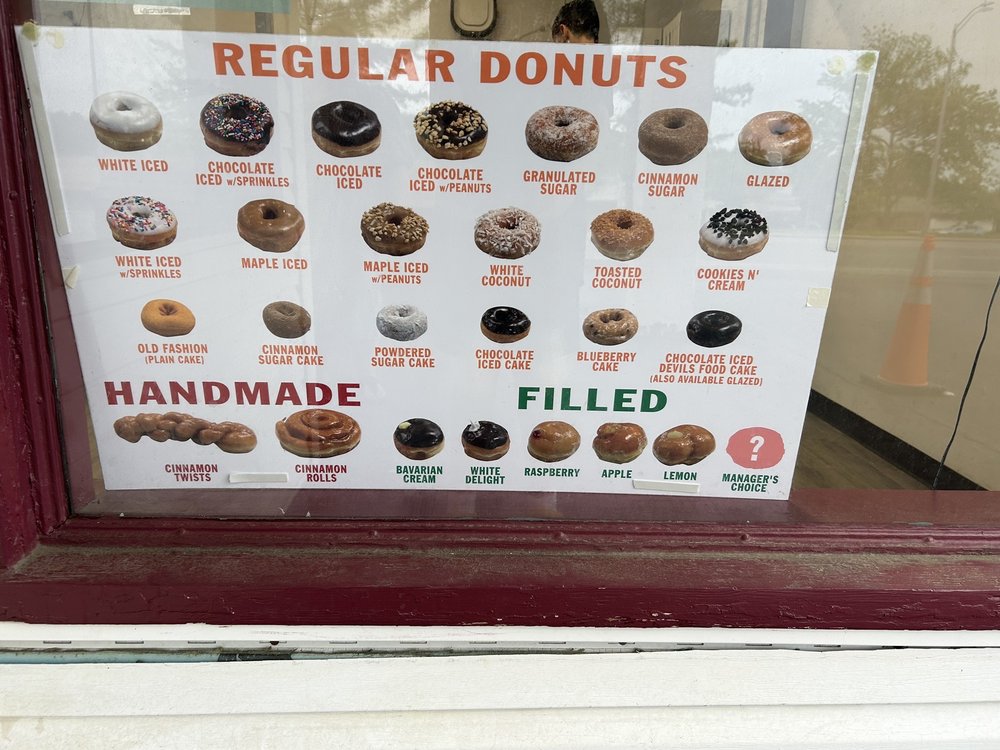 REGULAR DONUTS
WHITE ICED
CHOCOLATE
ICED w/SPRINKLES
CHOCOLATE
ICED
CHOCOLATE
ICED w/PEANUTS
GRANULATED
SUGAR
CINNAMON
SUGAR
GLAZED
WHITE ICED
w/SPRINKLES
MAPLE ICED
MAPLE ICED
w/PEANUTS
WHITE
COCONUT
TOASTED
COCONUT
COOKIES N'
CREAM
OLD FASHION
(PLAIN CAKE)
CINNAMON
SUGAR CAKE
POWDERED
SUGAR CAKE
CHOCOLATE
ICED CAKE
BLUEBERRY
CAKE
CHOCOLATE ICED
DEVILS FOOD CAKE
(ALSO AVAILABLE GLAZED)
HANDMADE
CINNAMON
TWISTS
CINNAMON
ROLLS
FILLED
BAVARIAN
CREAM
WHITE
DELIGHT
RASPBERRY
APPLE
LEMON
?
MANAGER'S
CHOICE